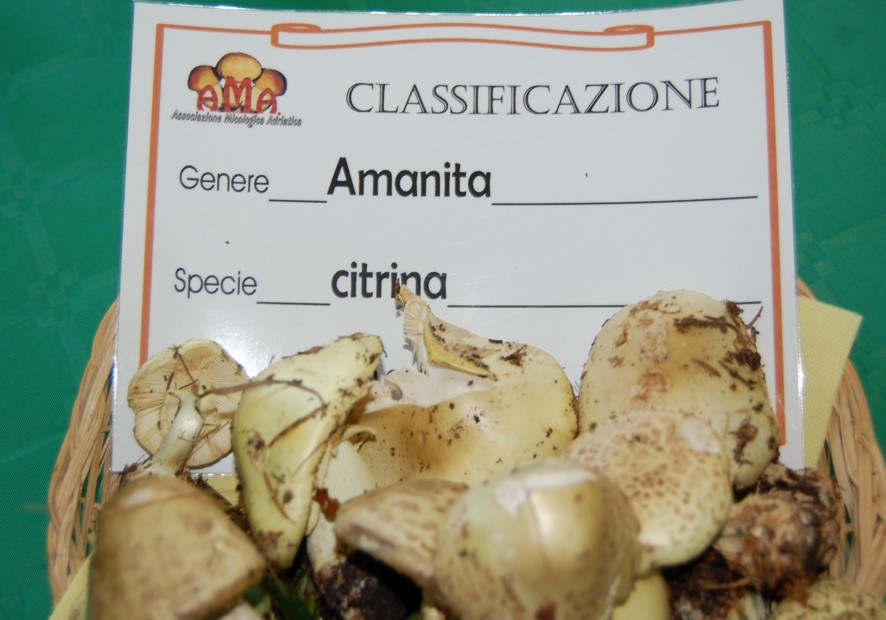 AMA
Associazione Micologica Adriatica
CLASSIFICAZIONE
Genere Amanita
Specie citrina